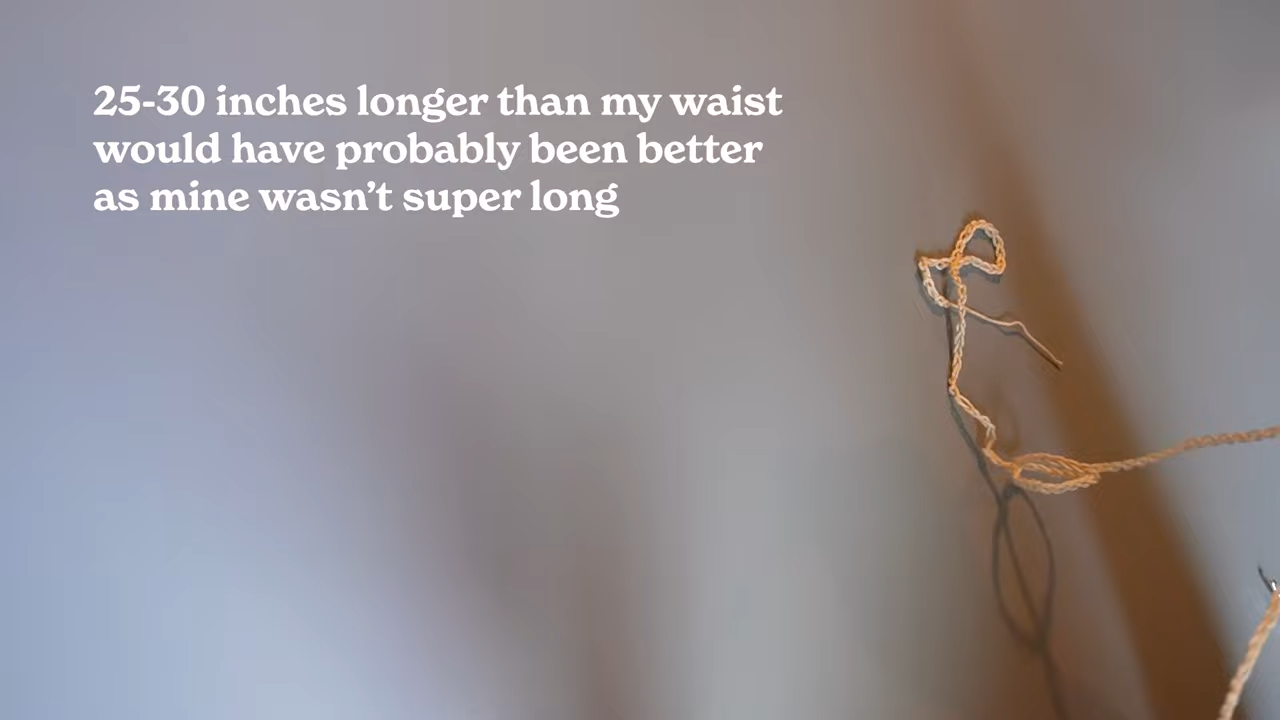 25-30 inches longer than my waist
would have probably been better
as mine wasn’t super long